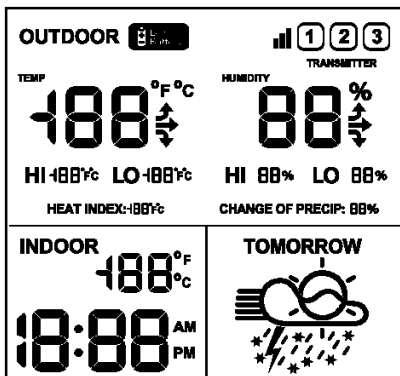 OUTDOOR
1 2 3
TRANSMITTER
TEMP
-188 °F °C
HUMIDITY
88%
HI -188°F°C LO -188°F°C
HI 88% LO 88%
HEAT INDEX:-188°F°C
CHANGE OF PRECIP: 88%
INDOOR
-188 °F °C
18:88 AM PM
TOMORROW